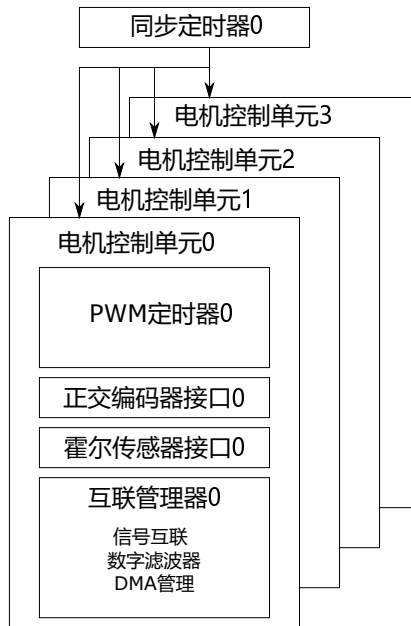 同步定时器0
电机控制单元3
电机控制单元2
电机控制单元1
电机控制单元0
PWM定时器0
正交编码器接口0
霍尔传感器接口0
互联管理器0
信号互联
数字滤波器
DMA管理